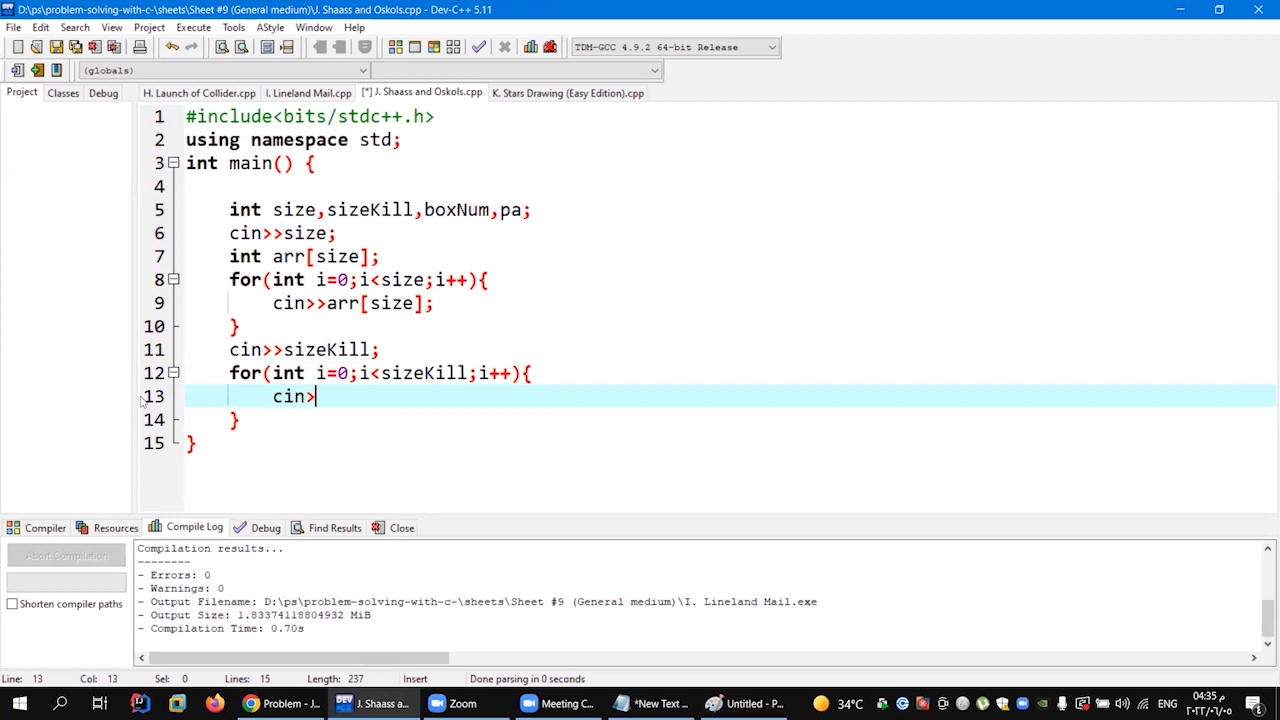 D:\ps\problem-solving-with-c-\sheets\Sheet #9 (General medium)\J. Shaass and Oskols.cpp - Dev-C++ 5.11
File Edit Search View Project Execute Tools AStyle Window Help
TDM-GCC 4.9.2 64-bit Release
(globals)
Project Classes Debug
H. Launch of Collider.cpp I. Lineland Mail.cpp [*] J. Shaass and Oskols.cpp K. Stars Drawing (Easy Edition).cpp
1 #include<bits/stdc++.h>
2 using namespace std;
3 int main() {
4
5 int size,sizeKill,boxNum,pa;
6 cin>>size;
7 int arr[size];
8 for(int i=0;i<size;i++){
9 cin>>arr[size];
10 }
11 cin>>sizeKill;
12 for(int i=0;i<sizeKill;i++){
13 cin>
14 }
15 }
Compiler Resources Compile Log Debug Find Results Close
Abort Compilation
Shorten compiler paths
Compilation results...
--------
- Errors: 0
- Warnings: 0
- Output Filename: D:\ps\problem-solving-with-c-\sheets\Sheet #9 (General medium)\I. Lineland Mail.exe
- Output Size: 1.83374118804932 MiB
- Compilation Time: 0.70s
Line: 13 Col: 13 Sel: 0 Lines: 15 Length: 237 Insert Done parsing in 0 seconds
Problem - J... J. Shaass a... Zoom Meeting C... *New Text ... Untitled - P...
34°C ENG
م 04:35